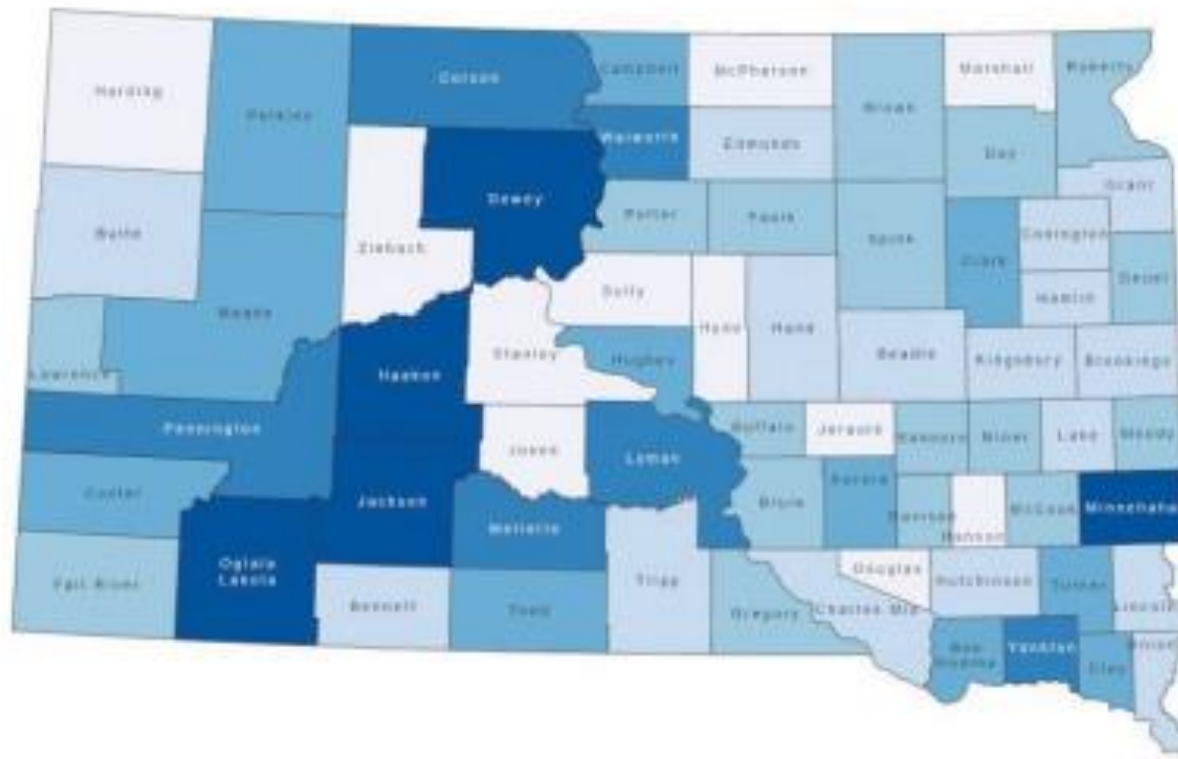 Harding
Perkins
Corson
Campbell
McPherson
Marshall
Roberts
Brown
Walworth
Edmunds
Day
Butte
Dewey
Grant
Ziebach
Potter
Faulk
Spink
Clark
Codington
Meade
Sully
Hyde
Hand
Hamlin
Deuel
Lawrence
Haakon
Stanley
Hughes
Beadle
Kingsbury
Brookings
Pennington
Jones
Lyman
Buffalo
Jerauld
Sanborn
Miner
Lake
Moody
Custer
Jackson
Mellette
Brule
Aurora
Davison
Hanson
McCook
Minnehaha
Fall River
Oglala
Lakota
Bennett
Todd
Tripp
Gregory
Charles Mix
Douglas
Hutchinson
Turner
Lincoln
Bon
Homme
Yankton
Clay
Union